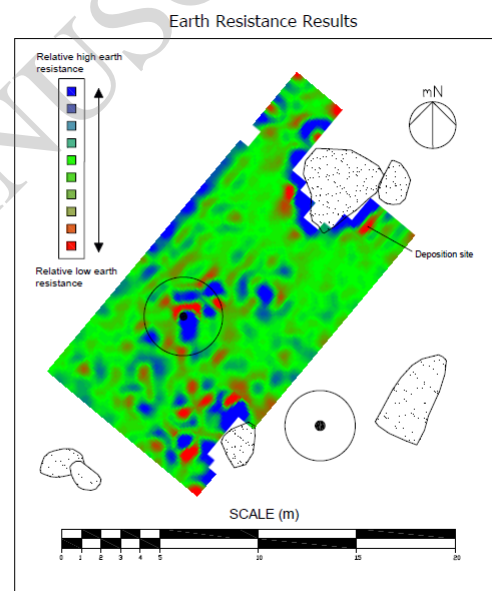 Earth Resistance Results
Relative high earth
resistance
mN
Relative low earth
resistance
Deposition site
SCALE (m)
0 1 2 3 4 5 10 15 20